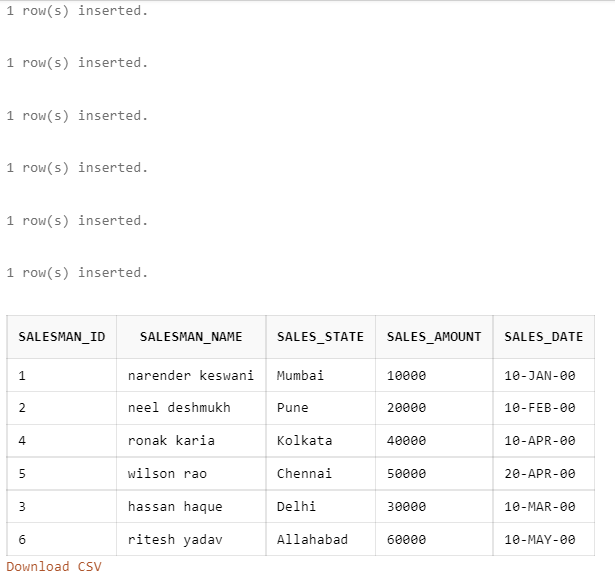 1 row(s) inserted.
1 row(s) inserted.
1 row(s) inserted.
1 row(s) inserted.
1 row(s) inserted.
1 row(s) inserted.
SALESMAN_ID SALESMAN_NAME SALES_STATE SALES_AMOUNT SALES_DATE
1 narender keswani Mumbai 10000 10-JAN-00
2 neel deshmukh Pune 20000 10-FEB-00
4 ronak karia Kolkata 40000 10-APR-00
5 wilson rao Chennai 50000 20-APR-00
3 hassan haque Delhi 30000 10-MAR-00
6 ritesh yadav Allahabad 60000 10-MAY-00
Download CSV